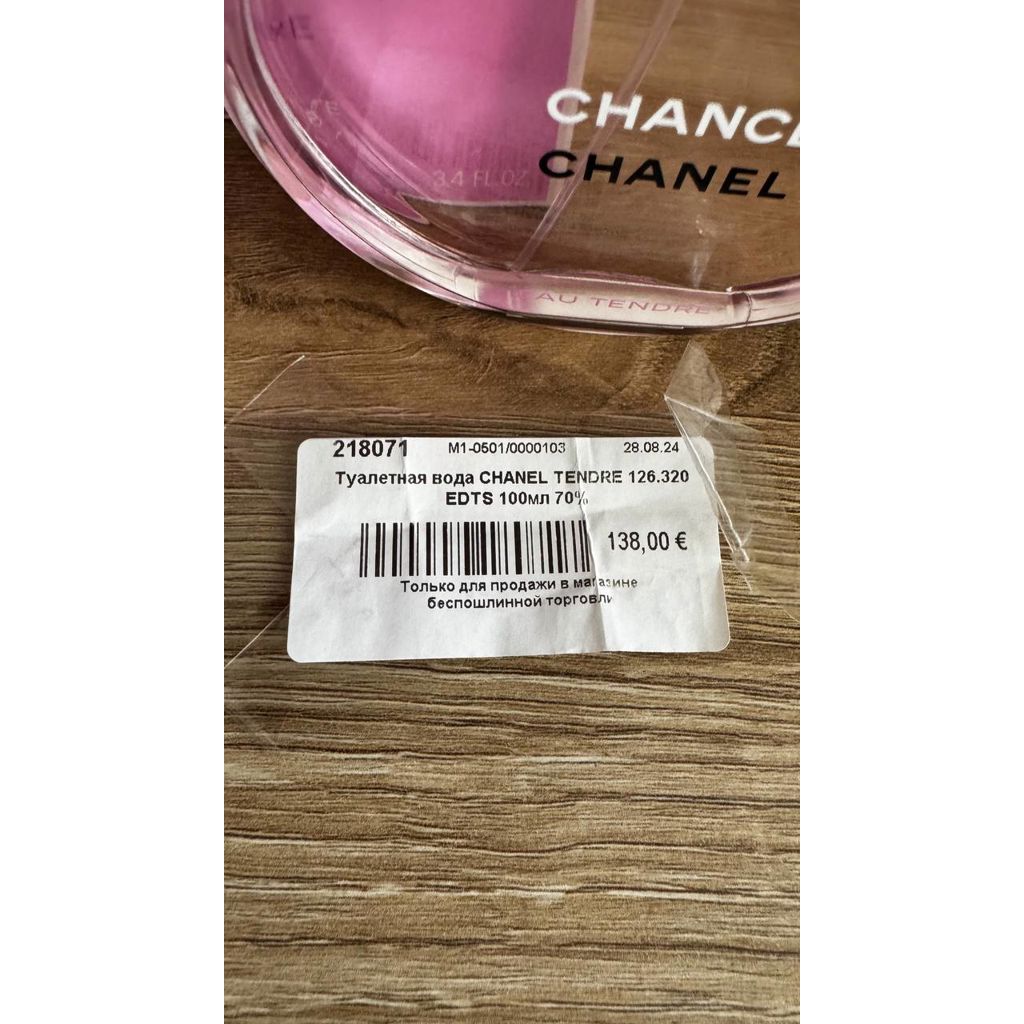 CHANCE
CHANEL
3.4 FL.OZ
EAU TENDRE
218071 M1-0501/0000103 28.08.24
Туалетная вода CHANEL TENDRE 126.320
EDTS 100мл 70%
138,00 €
Только для продажи в магазине
беспошлинной торговли